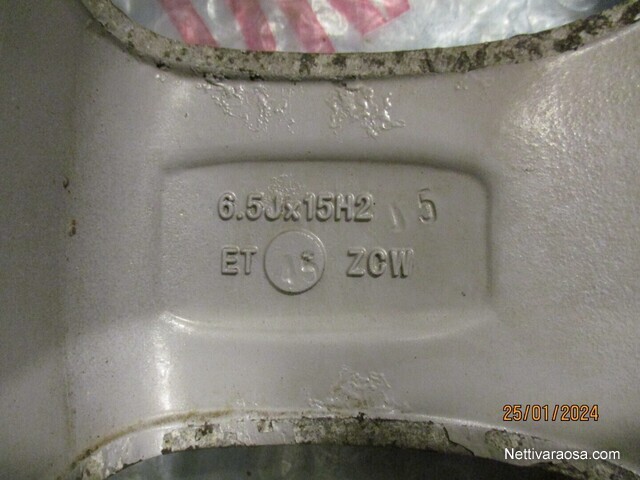 6.5Jx15H2 5
ET ZCW
25/01/2024
Nettivaraosa.com